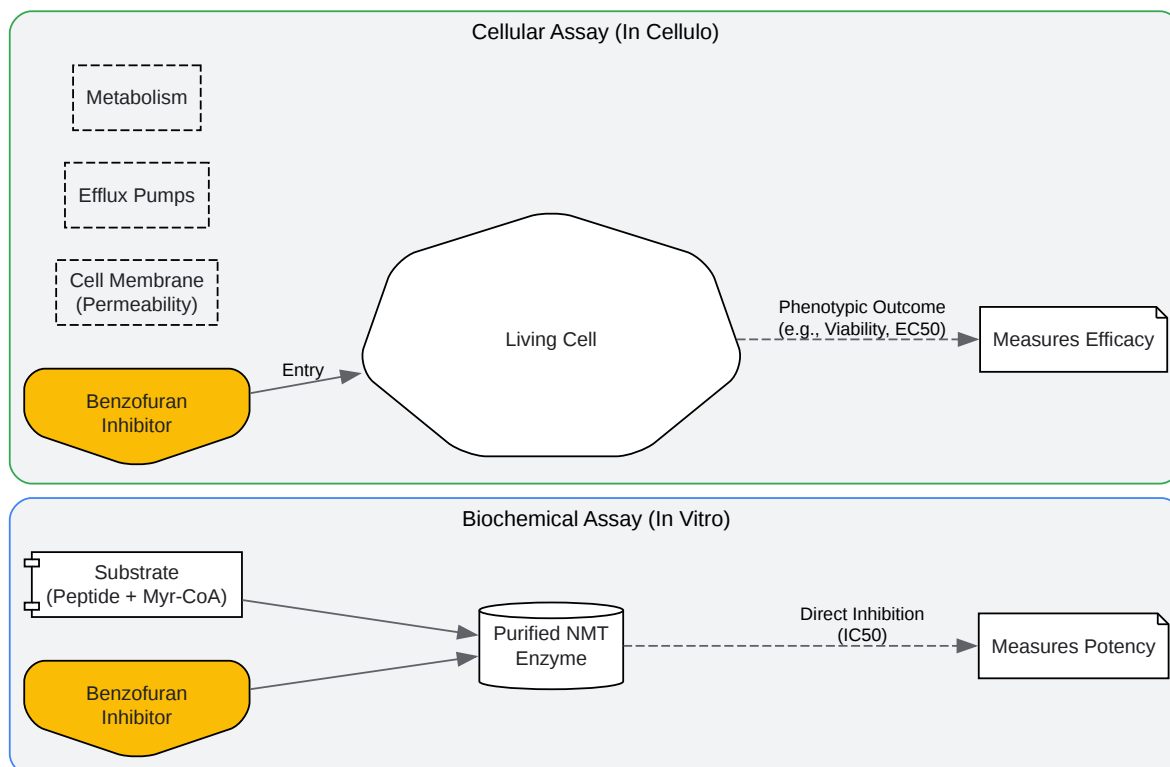 Cellular Assay (In Cellulo)
Metabolism
Efflux Pumps
Cell Membrane
(Permeability)
Benzofuran
Inhibitor
Entry
Living Cell
Phenotypic Outcome
(e.g., Viability, EC50)
Measures Efficacy
Biochemical Assay (In Vitro)
Substrate
(Peptide + Myr-CoA)
Benzofuran
Inhibitor
Purified NMT
Enzyme
Direct Inhibition
(IC50)
Measures Potency